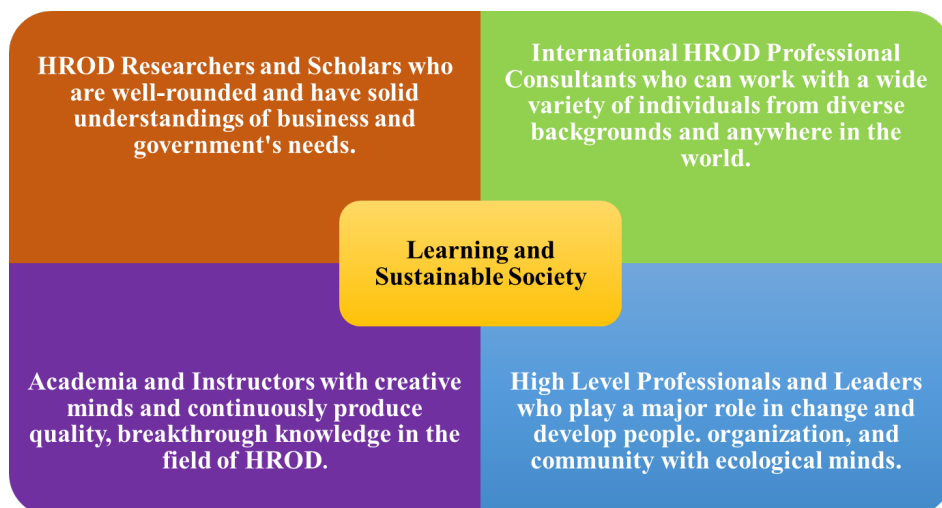 HROD Researchers and Scholars who
are well-rounded and have solid
understandings of business and
government's needs.
International HROD Professional
Consultants who can work with a wide
variety of individuals from diverse
backgrounds and anywhere in the
world.
Learning and
Sustainable Society
Academia and Instructors with creative
minds and continuously produce
quality, breakthrough knowledge in the
field of HROD.
High Level Professionals and Leaders
who play a major role in change and
develop people. organization, and
community with ecological minds.